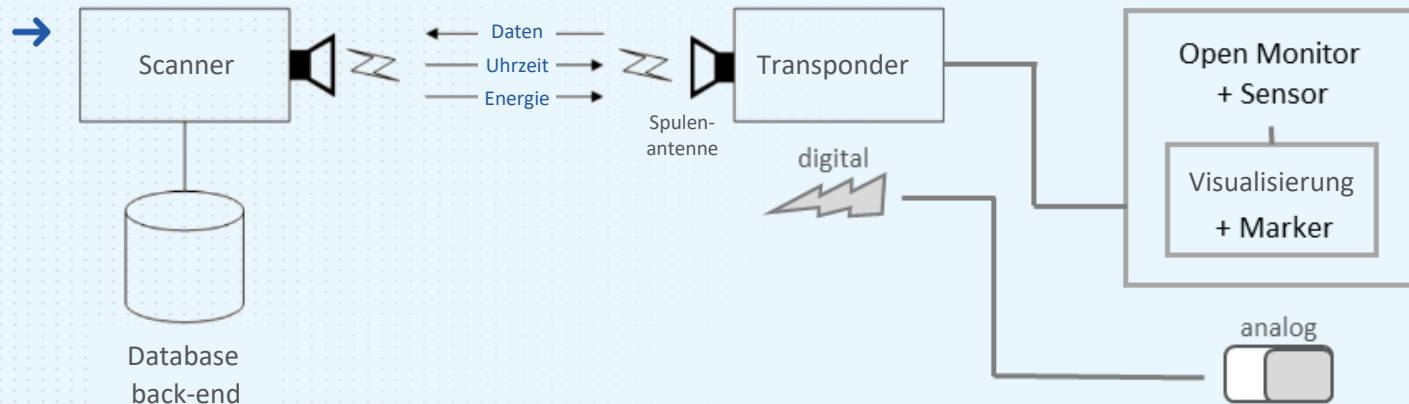 Scanner
Daten
Uhrzeit
Energie
Spulen-
antenne
Transponder
Open Monitor
+ Sensor
Visualisierung
+ Marker
digital
analog
Database
back-end